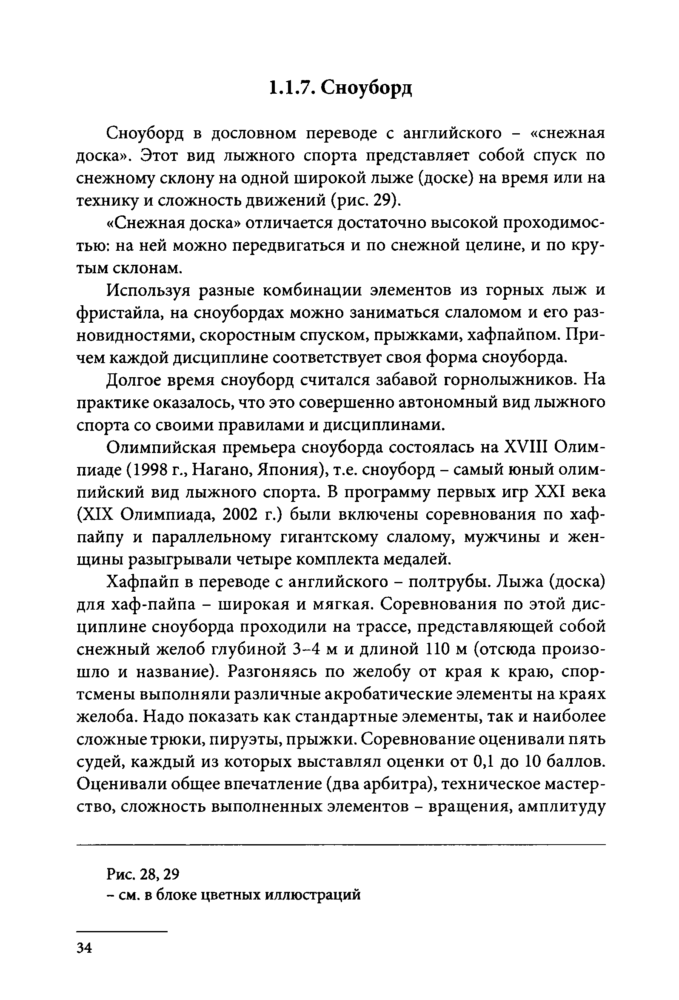 1.1.7. Сноуборд
Сноуборд в дословном переводе с английского – «снежная
доска». Этот вид лыжного спорта представляет собой спуск по
снежному склону на одной широкой лыже (доске) на время или на
технику и сложность движений (рис. 29).
«Снежная доска» отличается достаточно высокой проходимос-
тью: на ней можно передвигаться и по снежной целине, и по кру-
тым склонам.
Используя разные комбинации элементов из горных лыж и
фристайла, на сноубордах можно заниматься слаломом и его раз-
новидностями, скоростным спуском, прыжками, хафпайпом. При-
чем каждой дисциплине соответствует своя форма сноуборда.
Долгое время сноуборд считался забавой горнолыжников. На
практике оказалось, что это совершенно автономный вид лыжного
спорта со своими правилами и дисциплинами.
Олимпийская премьера сноуборда состоялась на XVIII Олим-
пиаде (1998 г., Нагано, Япония), т.е. сноуборд – самый юный олим-
пийский вид лыжного спорта. В программу первых игр XXI века
(XIX Олимпиада, 2002 г.) были включены соревнования по хаф-
пайпу и параллельному гигантскому слалому, мужчины и жен-
щины разыгрывали четыре комплекта медалей.
Хафпайп в переводе с английского – полтрубы. Лыжа (доска)
для хаф-пайпа – широкая и мягкая. Соревнования по этой дис-
циплине сноуборда проходили на трассе, представляющей собой
снежный желоб глубиной 3–4 м и длиной 110 м (отсюда произо-
шло и название). Разгоняясь по желобу от края к краю, спор-
тсмены выполняли различные акробатические элементы на краях
желоба. Надо показать как стандартные элементы, так и наиболее
сложные трюки, пируэты, прыжки. Соревнование оценивали пять
судей, каждый из которых выставлял оценки от 0,1 до 10 баллов.
Оценивали общее впечатление (два арбитра), техническое мастер-
ство, сложность выполненных элементов – вращения, амплитуду
Рис. 28, 29
– см. в блоке цветных иллюстраций
34